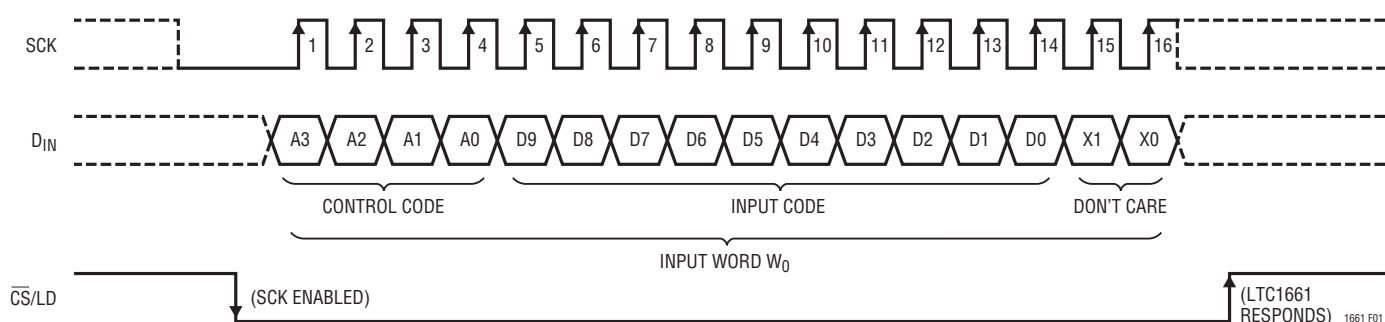 SCK 1 2 3 4 5 6 7 8 9 10 11 12 13 14 15 16
DIN A3 A2 A1 A0 D9 D8 D7 D6 D5 D4 D3 D2 D1 D0 X1 X0
CONTROL CODE INPUT CODE DON'T CARE
INPUT WORD W0
CS/LD (SCK ENABLED) (LTC1661
RESPONDS) 1661 F01